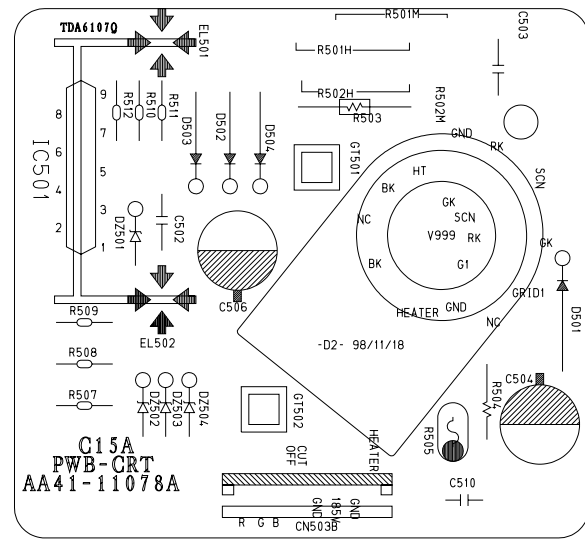 TDA6107Q
EL501
R501M
C503
R501H
R502H
R502M
R503
9
8
7
6
5
4
3
2
1
IC501
R512
R510
R511
D503
D502
D504
GT501
GND
RK
SCN
GK
GRID1
NC
HT
BK
NC
BK
HEATER
GND
GK
SCN
V999
RK
G1
DZ501
C502
C506
D501
R509
EL502
-D2- 98/11/18
R508
R507
DZ502
DZ503
DZ504
GT502
C504
R504
R505
C15A
PWB-CRT
AA41-11078A
CUT
OFF
HEATER
C510
GND
185V
GND
R G B
CN503B